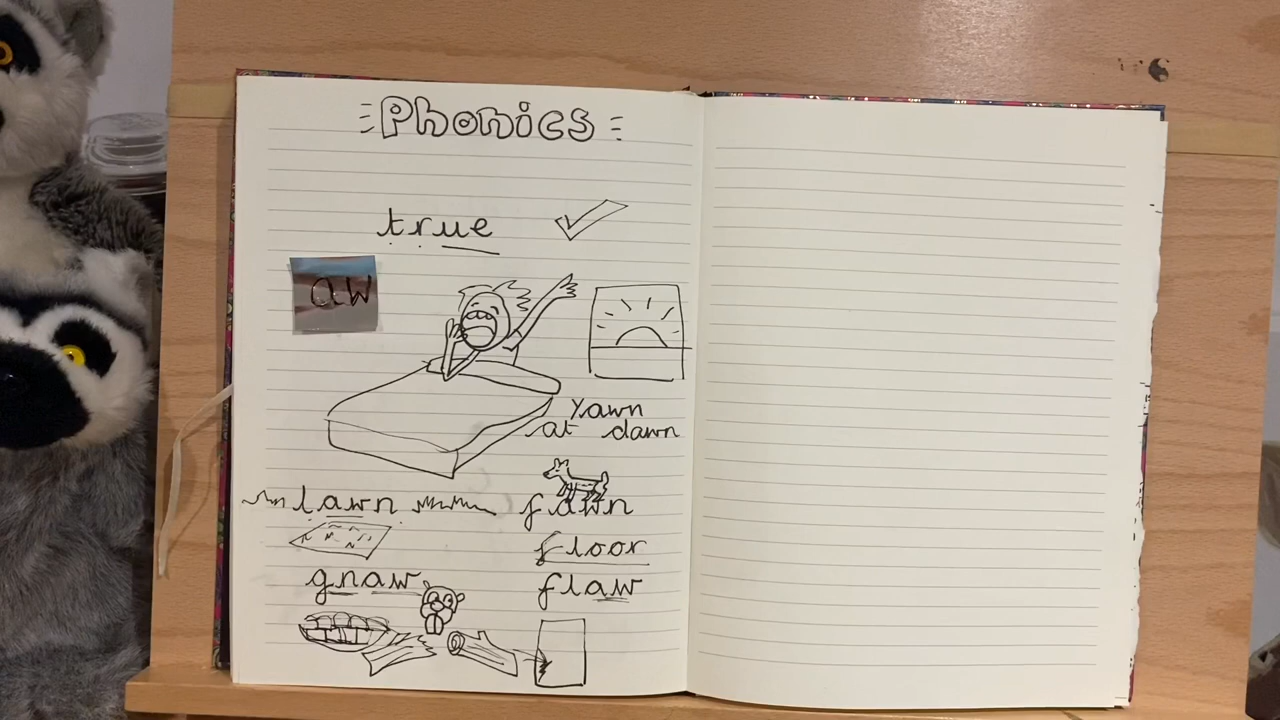 Phonics
true
aw
Yawn
at dawn
lawn fawn
floor
gnaw flaw